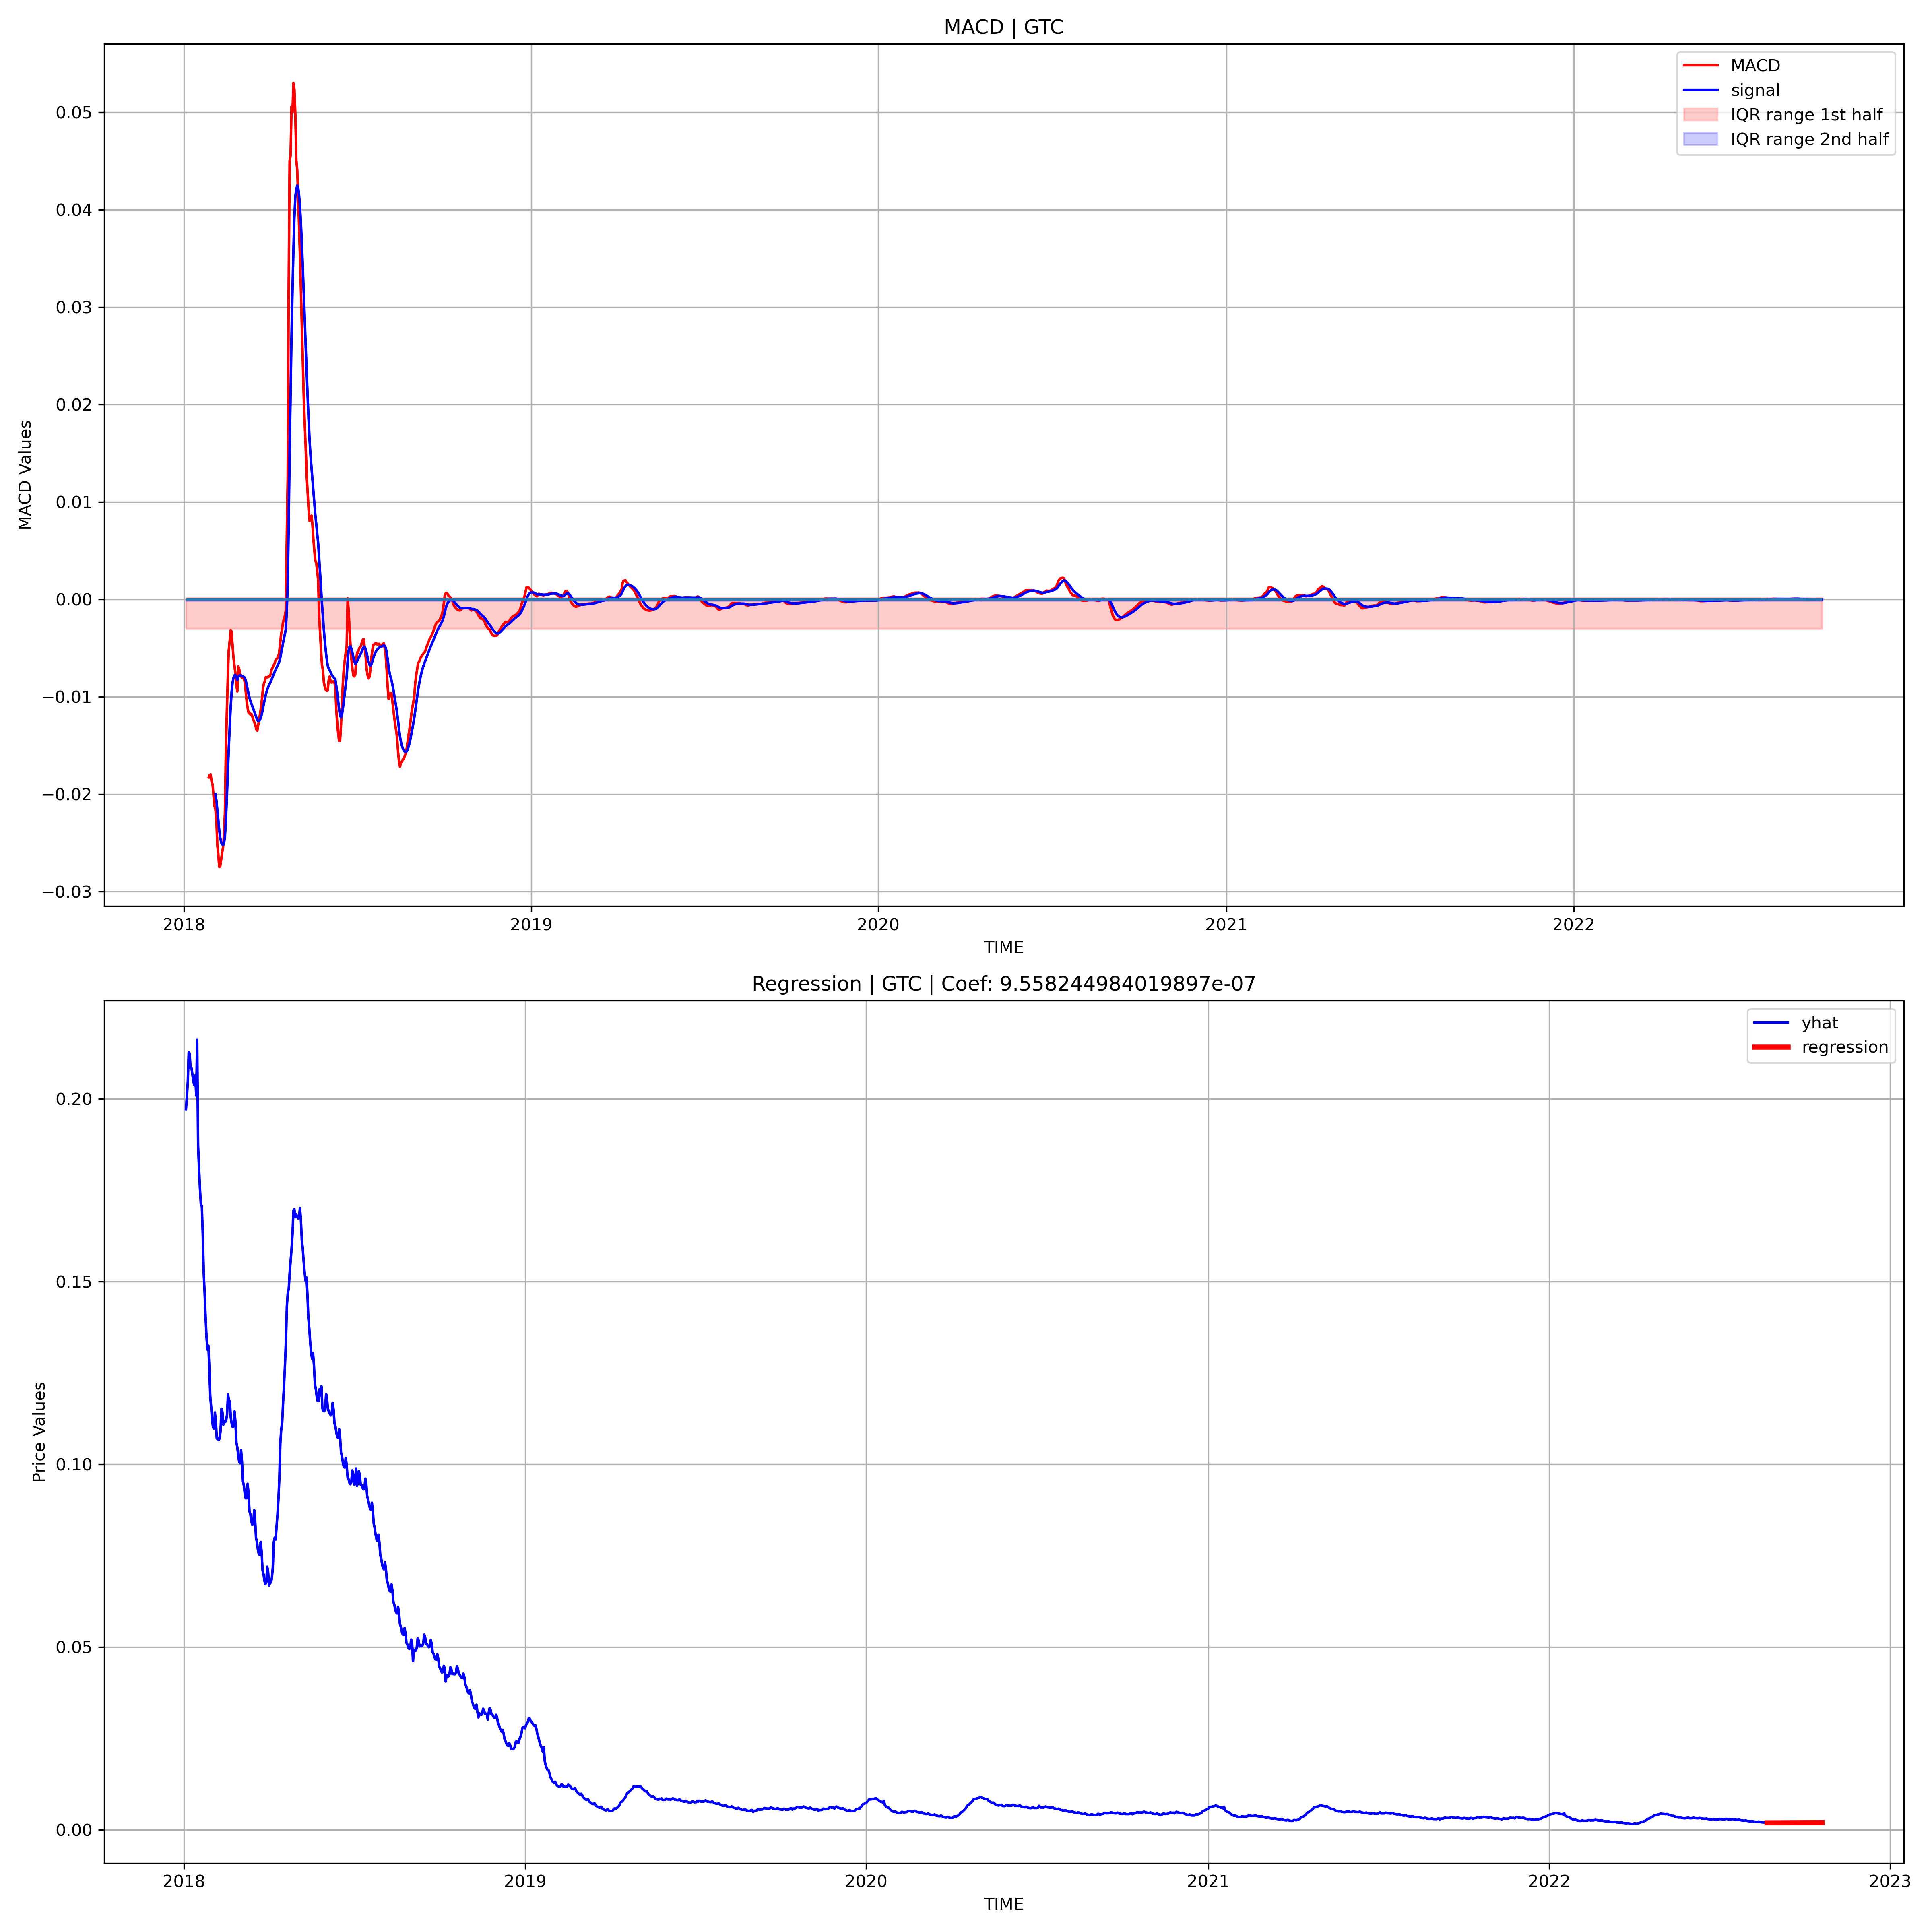 MACD | GTC
MACD
signal
IQR range 1st half
IQR range 2nd half
0.05
0.04
0.03
0.02
0.01
0.00
−0.01
−0.02
−0.03
MACD Values
2018 2019 2020 2021 2022
TIME
Regression | GTC | Coef: 9.558244984019897e-07
yhat
regression
0.20
0.15
0.10
0.05
0.00
Price Values
2018 2019 2020 2021 2022 2023
TIME